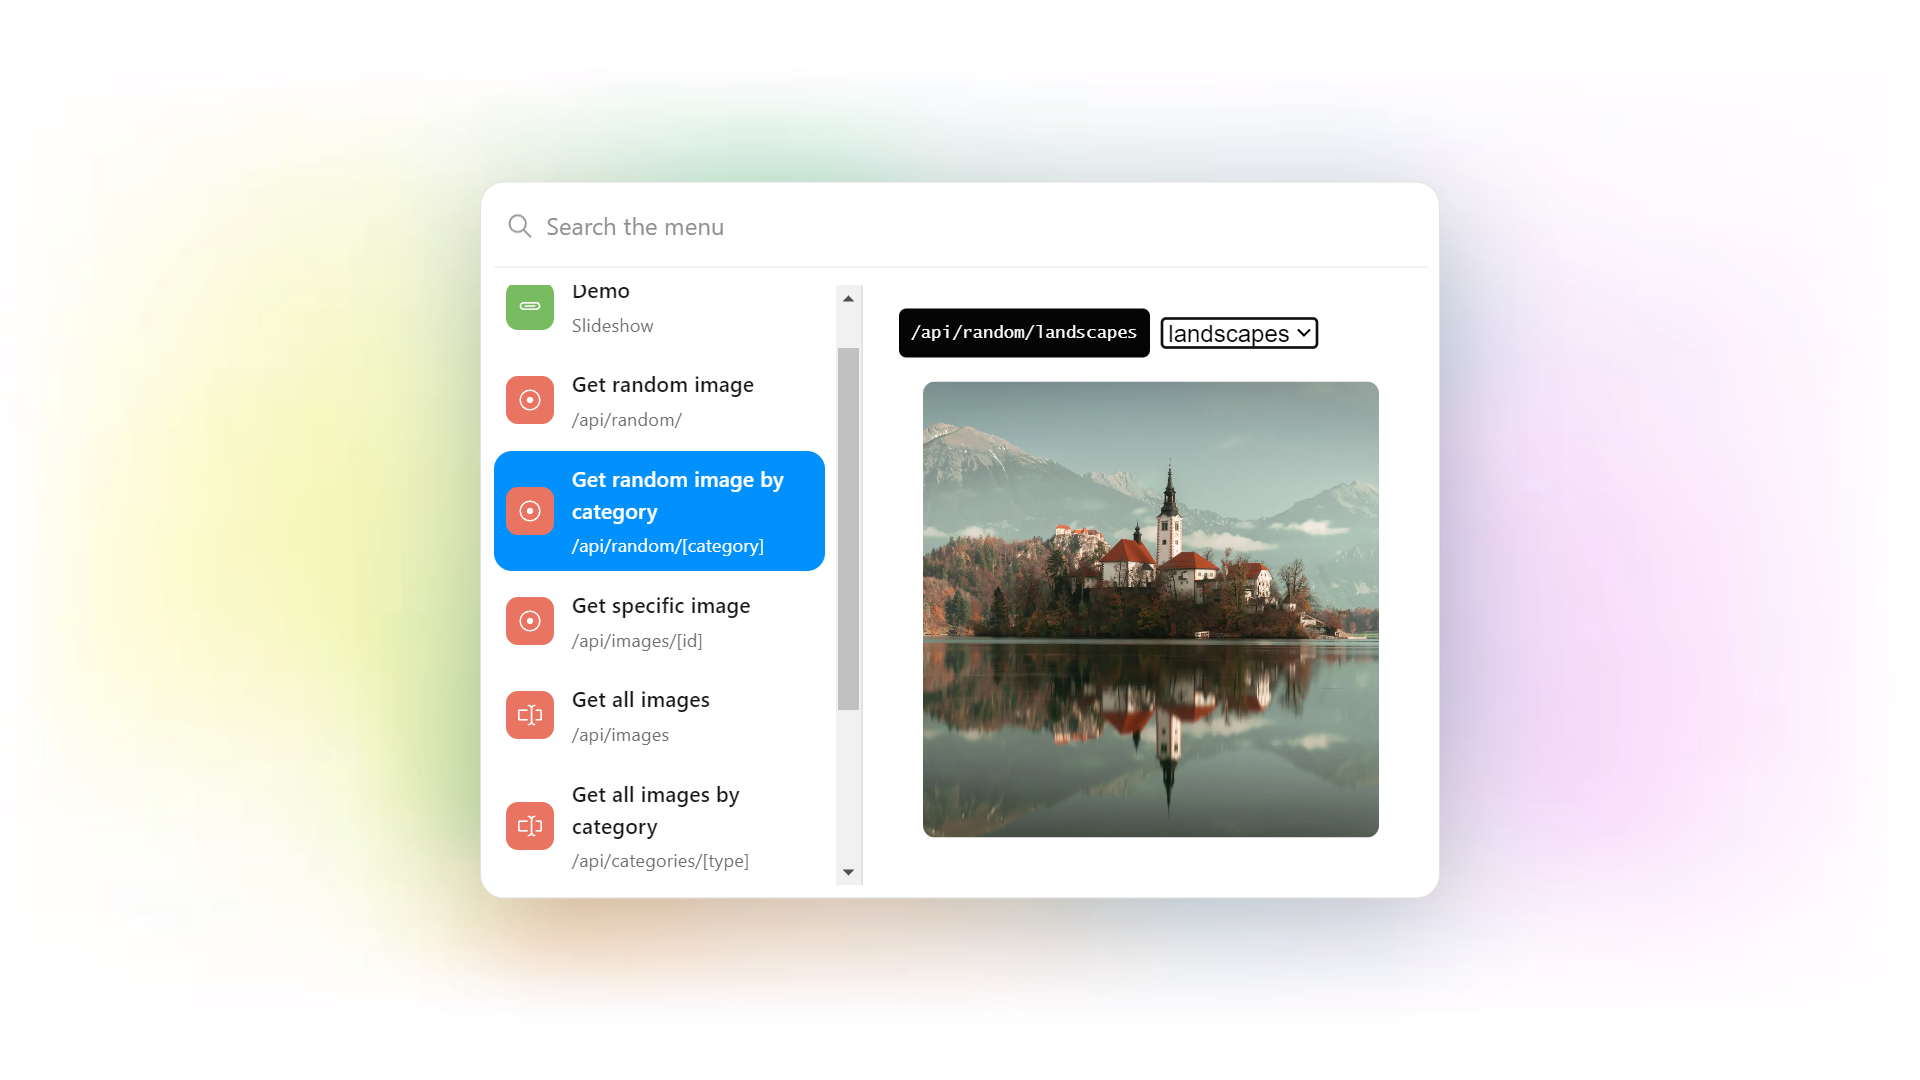 Search the menu
Demo
Slideshow
Get random image
/api/random/
Get random image by
category
/api/random/[category]
Get specific image
/api/images/[id]
Get all images
/api/images
Get all images by
category
/api/categories/[type]
/api/random/landscapes
landscapes